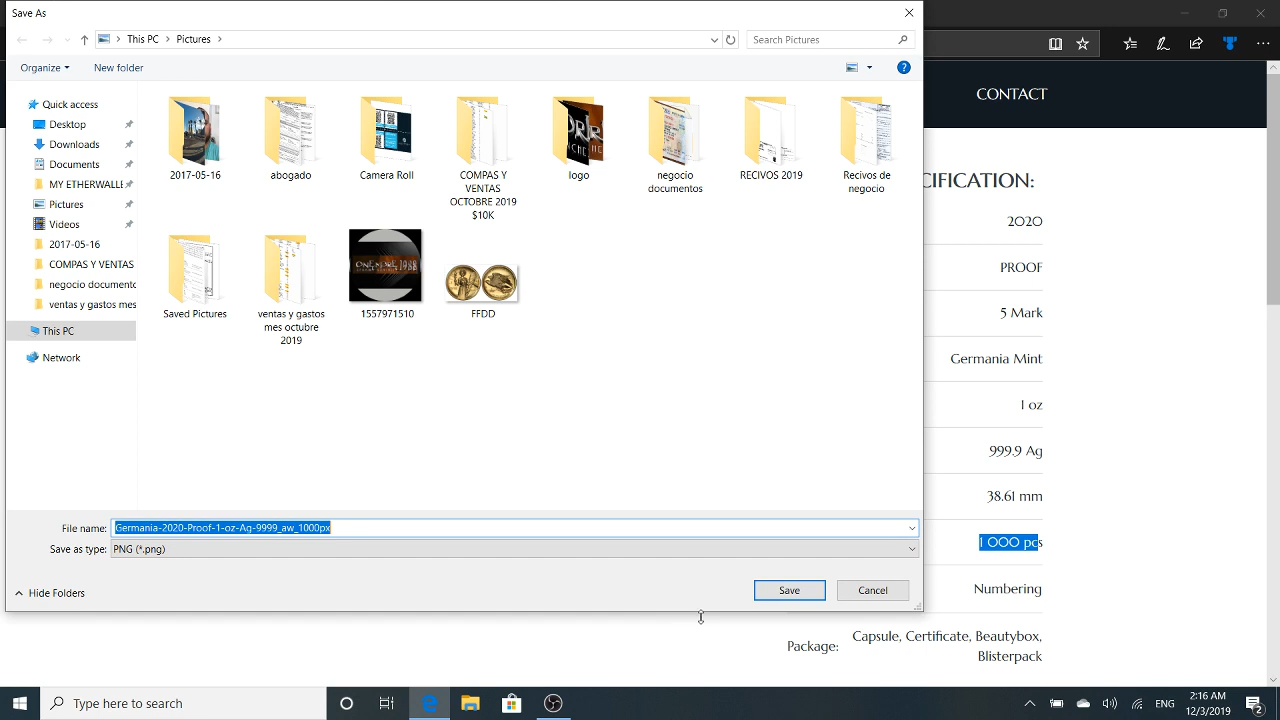 Save As
This PC
Pictures
Search Pictures
Organize
New folder
CONTACT
Quick access
Desktop
Downloads
Documents
MY ETHERWALLE
Pictures
Videos
2017-05-16
COMPAS Y VENTAS
negocio documento
ventas y gastos mes
This PC
Network
2017-05-16
abogado
Camera Roll
COMPAS Y
VENTAS
OCTOBRE 2019
$10K
logo
negocio
documentos
RECIVOS 2019
Recivos de
negocio
Saved Pictures
ventas y gastos
mes octubre
2019
1557971510
FFDD
CIFICATION:
2020
PROOF
5 Mark
Germania Mint
1 oz
999.9 Ag
38.61 mm
1 000 pcs
Numbering
Package:
Capsule, Certificate, Beautybox,
Blisterpack
File name:
Germania-2020-Proof-1-oz-Ag-9999_aw_1000px
Save as type:
PNG (*.png)
Hide Folders
Save
Cancel
Type here to search
ENG
2:16 AM
12/3/2019
2